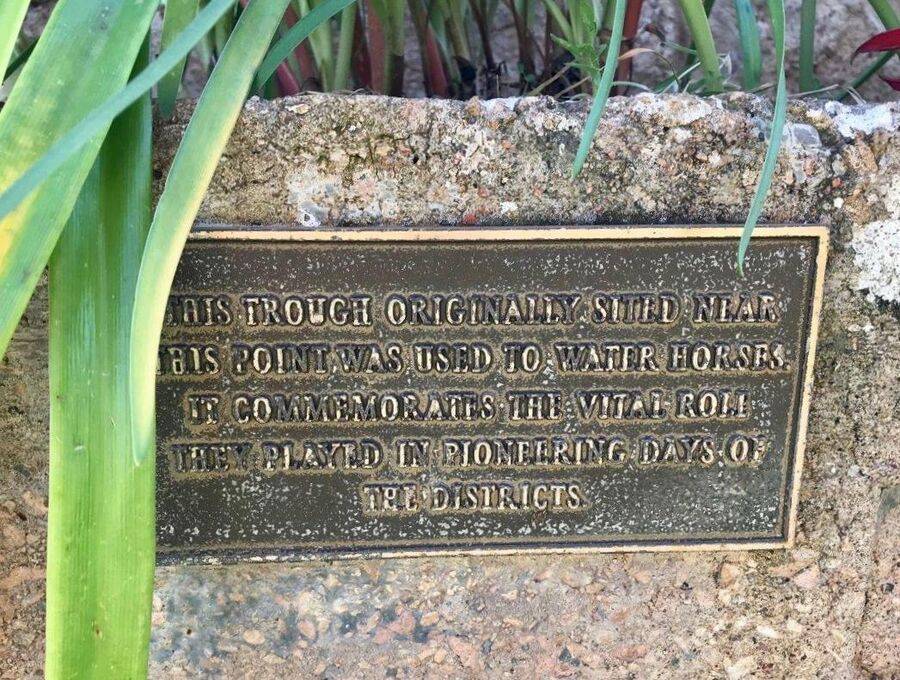 THIS TROUGH ORIGINALLY SITED NEAR
THIS POINT, WAS USED TO WATER HORSES.
IT COMMEMORATES THE VITAL ROLE
THEY PLAYED IN PIONEERING DAYS OF
THE DISTRICTS.